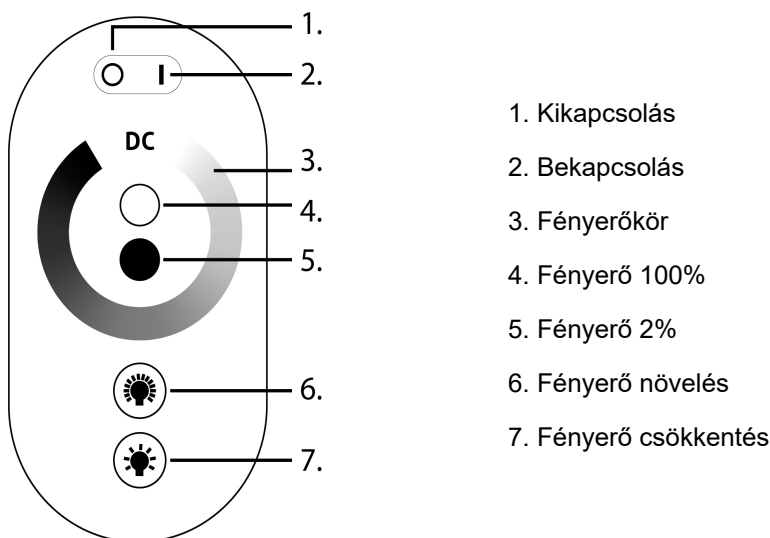 1.
2.
DC
3.
4.
5.
6.
7.
1. Kikapcsolás
2. Bekapcsolás
3. Fényerőkör
4. Fényerő 100%
5. Fényerő 2%
6. Fényerő növelés
7. Fényerő csökkentés